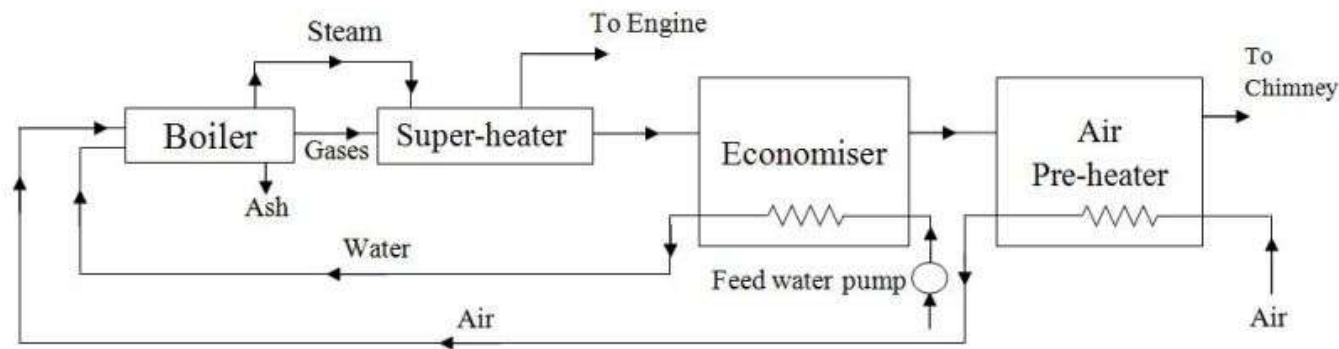 Steam
To Engine
To
Chimney
Boiler
Gases
Super-heater
Economiser
Air
Pre-heater
Ash
Water
Feed water pump
Air
Air